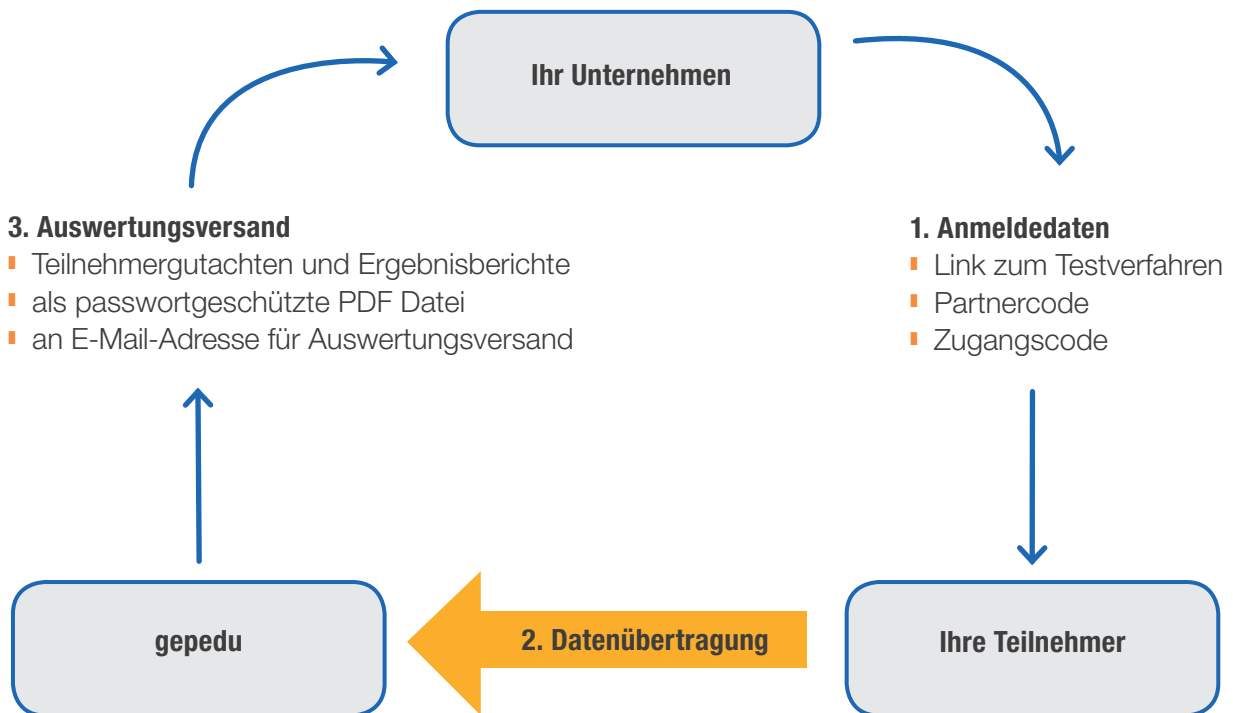 Ihr Unternehmen
3. Auswertungsversand
Teilnehmergutachten und Ergebnisberichte
als passwortgeschützte PDF Datei
an E-Mail-Adresse für Auswertungsversand
1. Anmeldedaten
Link zum Testverfahren
Partnercode
Zugangscode
gepedu
2. Datenübertragung
Ihre Teilnehmer